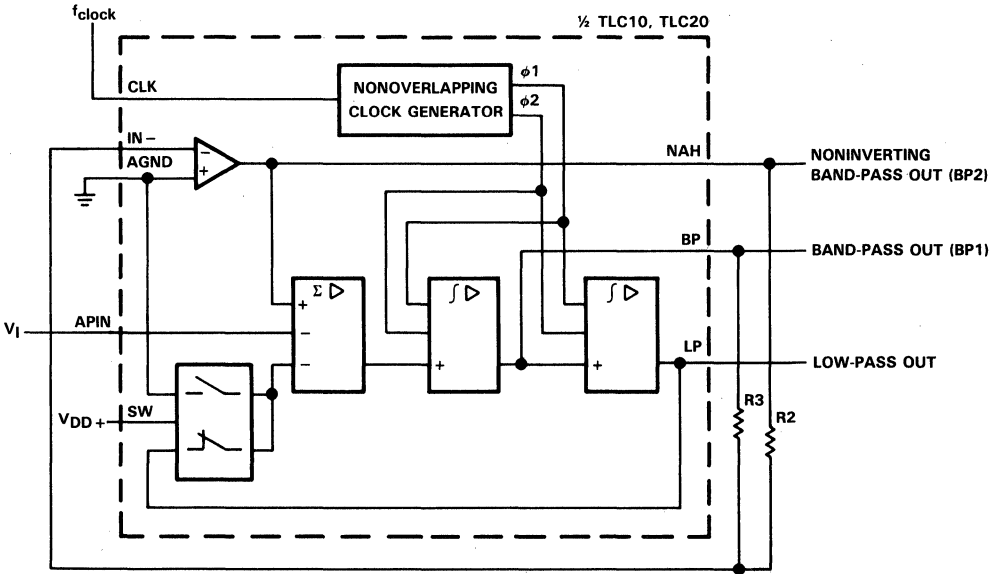 fclock
½ TLC10, TLC20
CLK
NONOVERLAPPING
CLOCK GENERATOR
ϕ1
ϕ2
IN –
AGND
–
+
NAH
NONINVERTING
BAND-PASS OUT (BP2)
BP
BAND-PASS OUT (BP1)
Σ ▷
∫ ▷
∫ ▷
+
VI
APIN
–
–
+
+
LP
LOW-PASS OUT
VDD +
SW
R3
R2